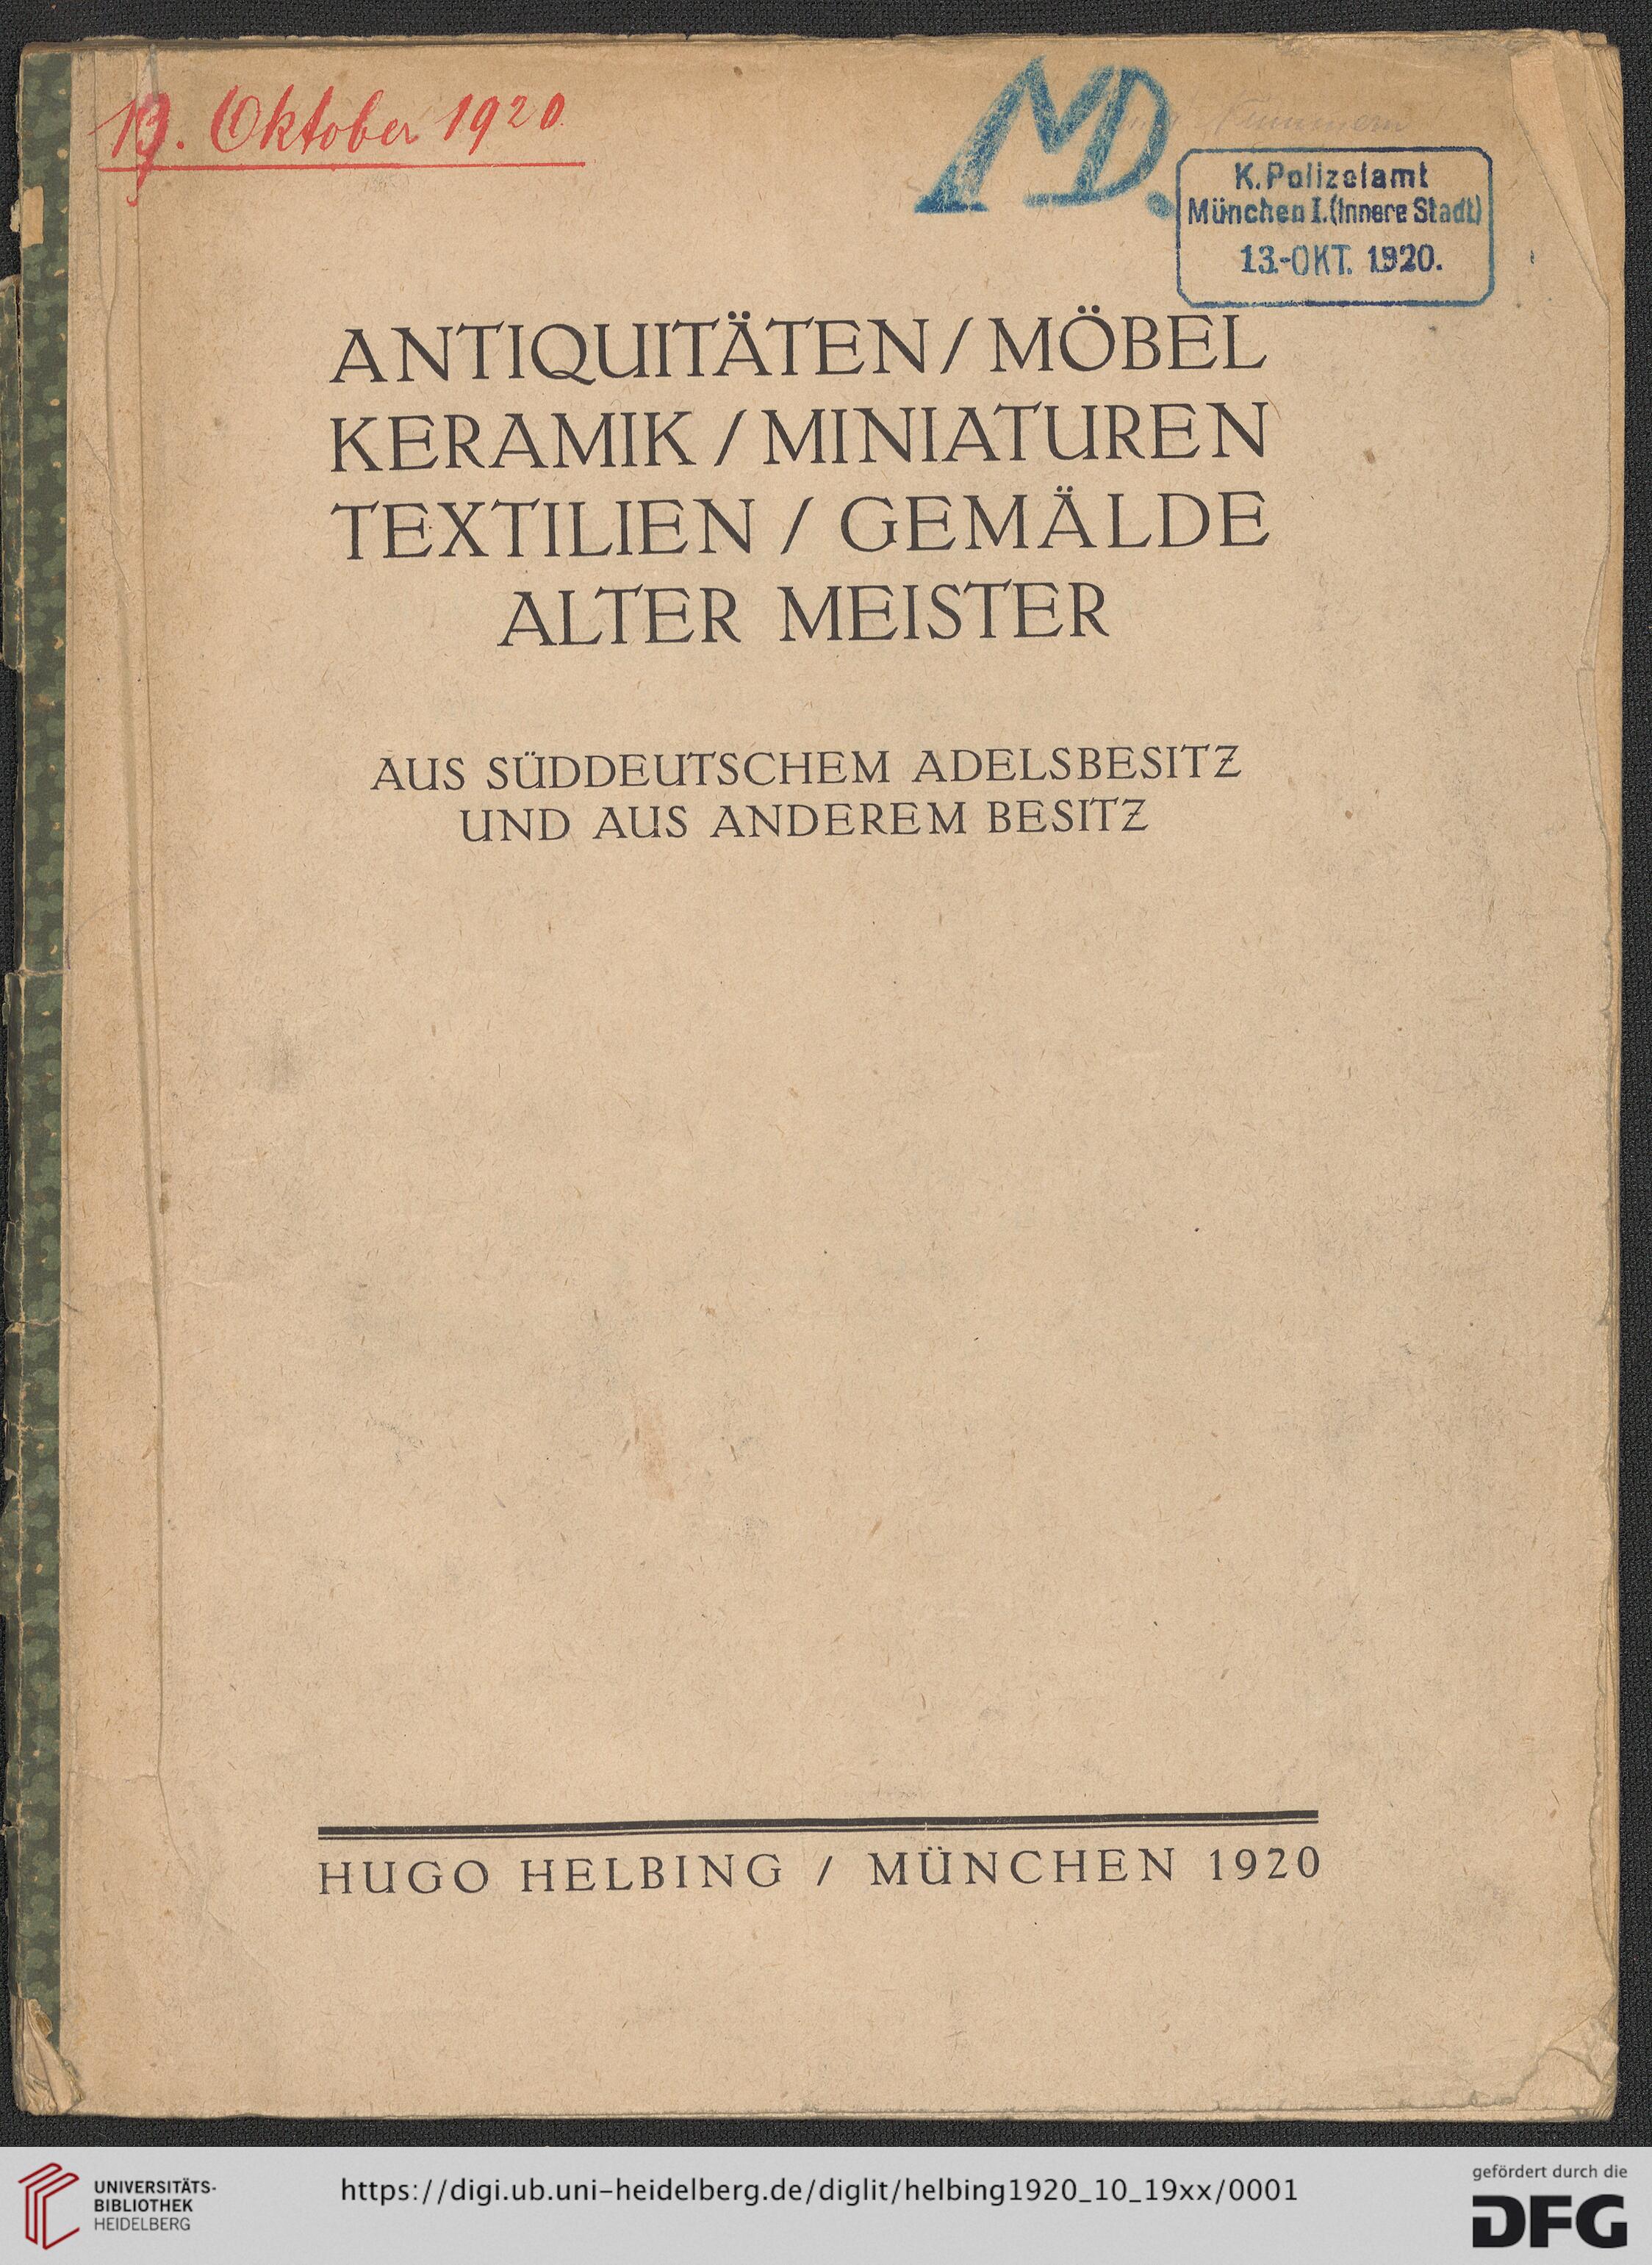 19. Oktober 1920
MD.
K. Polizeiamt
München I. (Innere Stadt)
13.-OKT. 1920.
ANTIQUITÄTEN / MÖBEL
KERAMIK / MINIATUREN
TEXTILIEN / GEMÄLDE
ALTER MEISTER
AUS SÜDDEUTSCHEM ADELSBESITZ
UND AUS ANDEREM BESITZ
HUGO HELBING / MÜNCHEN 1920
UNIVERSITÄTS-
BIBLIOTHEK
HEIDELBERG
https://digi.ub.uni-heidelberg.de/diglit/helbing1920_10_19xx/0001
gefördert durch die
DFG